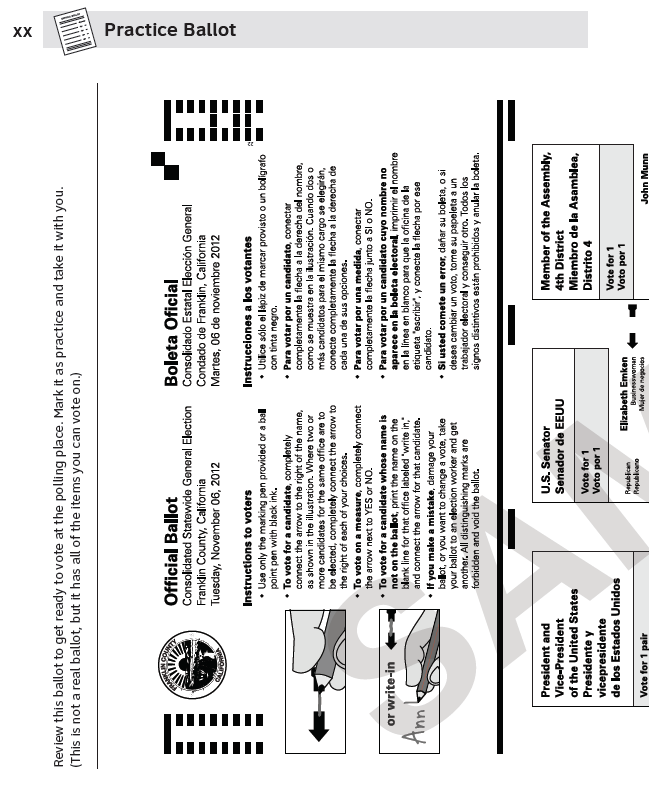 xx
Practice Ballot
Review this ballot to get ready to vote at the polling place. Mark it as practice and take it with you.
(This is not a real ballot, but it has all of the items you can vote on.)
FRANKLIN COUNTY
CALIFORNIA
Official Ballot
Consolidated Statewide General Election
Franklin County, California
Tuesday, November 06, 2012
Boleta Oficial
Consolidado Estatal Elección General
Condado de Franklin, California
Martes, 06 de noviembre 2012
22
Instructions to voters
• Use only the marking pen provided or a ball
point pen with black ink.
• To vote for a candidate, completely
connect the arrow to the right of the name,
as shown in the illustration. Where two or
more candidates for the same office are to
be elected, completely connect the arrow to
the right of each of your choices.
• To vote on a measure, completely connect
the arrow next to YES or NO.
• To vote for a candidate whose name is
not on the ballot, print the name on the
blank line for that office labeled "write in,"
and connect the arrow for that candidate.
• If you make a mistake, damage your
ballot, or you want to change a vote, take
your ballot to an election worker and get
another. All distinguishing marks are
forbidden and void the ballot.
Instrucciones a los votantes
• Utilice sólo el lápiz de marcar provisto o un bolígrafo
con tinta negro.
• Para votar por un candidato, conectar
completamente la flecha a la derecha del nombre,
como se muestra en la ilustración. Cuando dos o
más candidatos para el mismo cargo se elegirán,
conecte completamente la flecha a la derecha de
cada una de sus opciones.
• Para votar por una medida, conectar
completamente la flecha junto a SI o NO.
• Para votar por un candidato cuyo nombre no
aparece en la boleta electoral, imprimir el nombre
en la línea en blanco para que la oficina de la
etiqueta "escribir", y conecte la flecha por ese
candidato.
• Si usted comete un error, dañar su boleta, o si
desea cambiar un voto, tome su papeleta a un
trabajador electoral y conseguir otro. Todos los
signos distintivos están prohibidos y anular la boleta.
or write-in
Ann
President and
Vice-President
of the United States
Presidente y
vicepresidente
de los Estados Unidos
Vote for 1 pair
U.S. Senator
Senador de EEUU
Vote for 1
Voto por 1
Republican
Republicano
Elizabeth Emken
Businesswoman
Mujer de negocios
Member of the Assembly,
4th District
Miembro de la Asamblea,
Distrito 4
Vote for 1
Voto por 1
John Munn